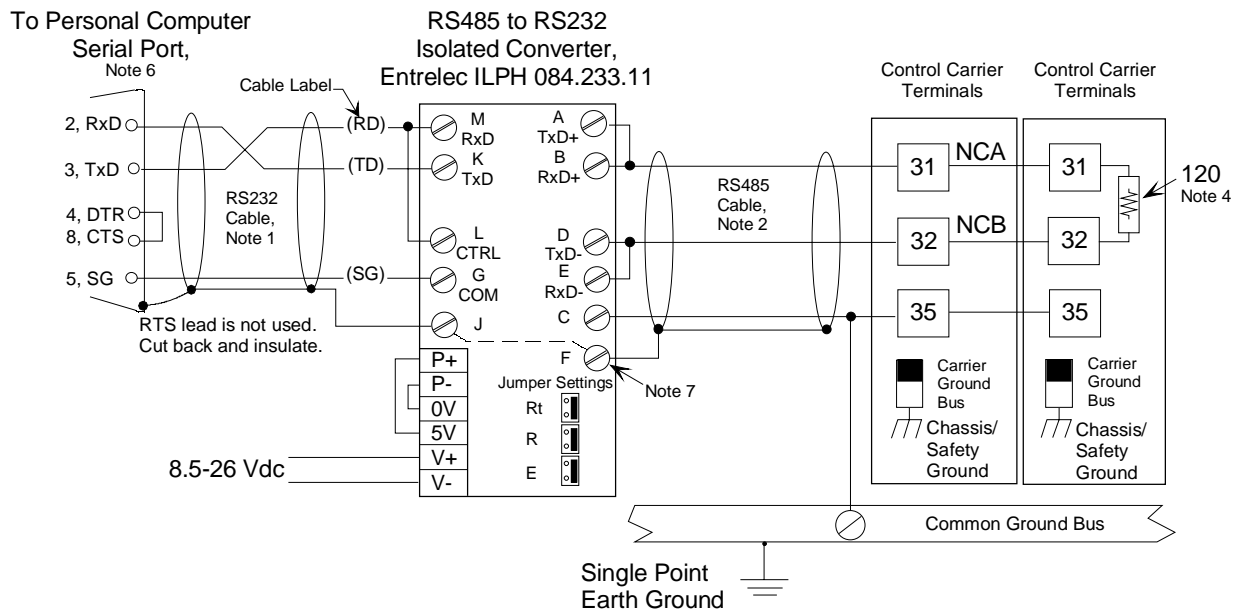 To Personal Computer
Serial Port,
Note 6
RS485 to RS232
Isolated Converter,
Entrelec ILPH 084.233.11
Cable Label
2, RxD
3, TxD
4, DTR
8, CTS
5, SG
RS232
Cable,
Note 1
(RD)
(TD)
(SG)
RTS lead is not used.
Cut back and insulate.
M
RxD
K
TxD
L
CTRL
G
COM
J
A
TxD+
B
RxD+
D
TxD-
E
RxD-
C
F
Note 7
P+
P-
0V
5V
V+
V-
8.5-26 Vdc
Jumper Settings
Rt
R
E
RS485
Cable,
Note 2
Control Carrier
Terminals
31
NCA
32
NCB
35
Carrier
Ground
Bus
Chassis/
Safety
Ground
Control Carrier
Terminals
31
32
35
120
Note 4
Carrier
Ground
Bus
Chassis/
Safety
Ground
Common Ground Bus
Single Point
Earth Ground